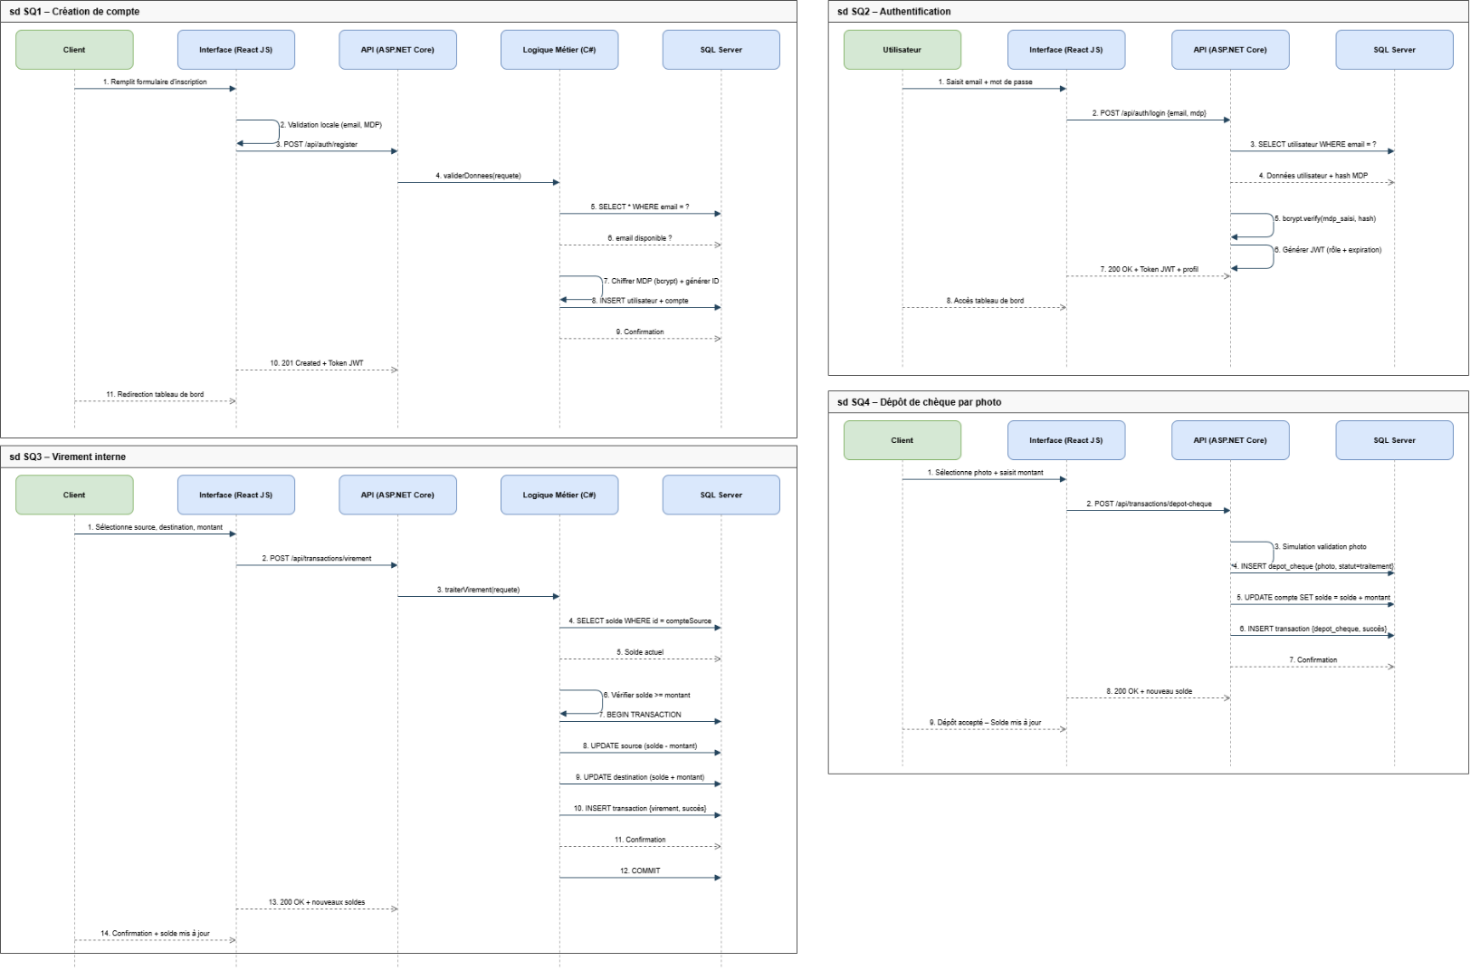 sd SQ1 – Création de compte
Client
Interface (React JS)
API (ASP.NET Core)
Logique Métier (C#)
SQL Server
1. Remplit formulaire d'inscription
2. Validation locale (email, MDP)
3. POST /api/auth/register
4. validerDonnees(requete)
5. SELECT * WHERE email = ?
6. email disponible ?
7. Chiffrer MDP (bcrypt) + générer ID
8. INSERT utilisateur + compte
9. Confirmation
10. 201 Created + Token JWT
11. Redirection tableau de bord
sd SQ2 – Authentification
Utilisateur
Interface (React JS)
API (ASP.NET Core)
SQL Server
1. Saisit email + mot de passe
2. POST /api/auth/login {email, mdp}
3. SELECT utilisateur WHERE email = ?
4. Données utilisateur + hash MDP
5. bcrypt.verify(mdp_saisi, hash)
6. Générer JWT (rôle + expiration)
7. 200 OK + Token JWT + profil
8. Accès tableau de bord
sd SQ3 – Virement interne
Client
Interface (React JS)
API (ASP.NET Core)
Logique Métier (C#)
SQL Server
1. Sélectionne source, destination, montant
2. POST /api/transactions/virement
3. traiterVirement(requete)
4. SELECT solde WHERE id = compteSource
5. Solde actuel
6. Vérifier solde >= montant
7. BEGIN TRANSACTION
8. UPDATE source (solde - montant)
9. UPDATE destination (solde + montant)
10. INSERT transaction {virement, succès}
11. Confirmation
12. COMMIT
13. 200 OK + nouveaux soldes
14. Confirmation + solde mis à jour
sd SQ4 – Dépôt de chèque par photo
Client
Interface (React JS)
API (ASP.NET Core)
SQL Server
1. Sélectionne photo + saisit montant
2. POST /api/transactions/depot-cheque
3. Simulation validation photo
4. INSERT depot_cheque {photo, statut=traitement}
5. UPDATE compte SET solde = solde + montant
6. INSERT transaction {depot_cheque, succès}
7. Confirmation
8. 200 OK + nouveau solde
9. Dépôt accepté – Solde mis à jour